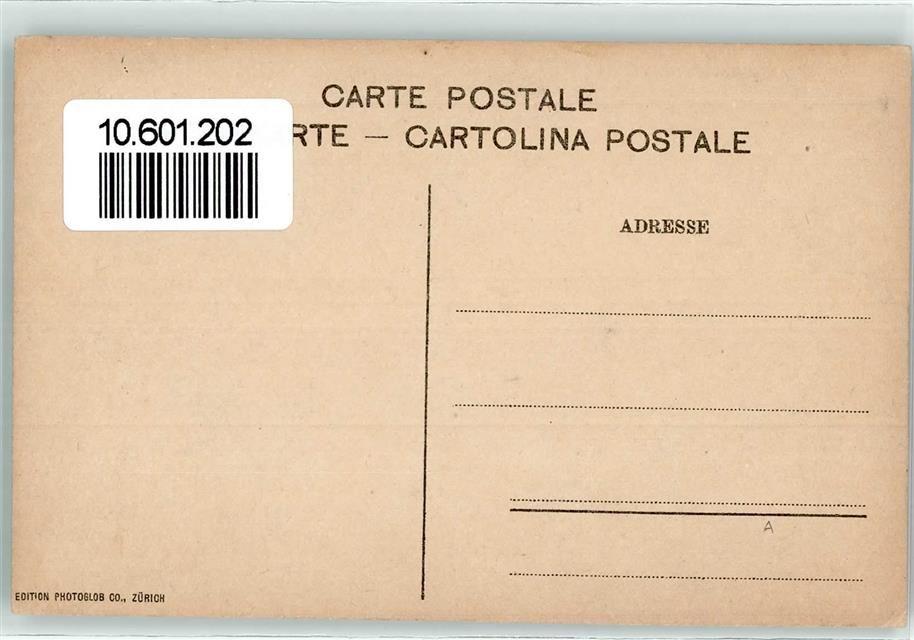 CARTE POSTALE
10.601.202
RTE — CARTOLINA POSTALE
ADRESSE
A
EDITION PHOTOGLOB CO., ZÜRICH